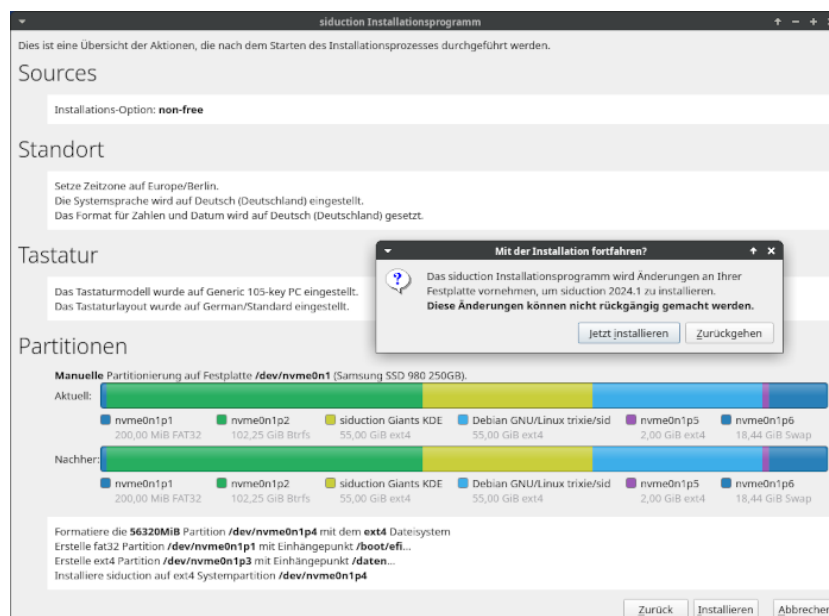 siduction Installationsprogramm
Dies ist eine Übersicht der Aktionen, die nach dem Starten des Installationsprozesses durchgeführt werden.
Sources
Installations-Option: non-free
Standort
Setze Zeitzone auf Europe/Berlin.
Die Systemsprache wird auf Deutsch (Deutschland) eingestellt.
Das Format für Zahlen und Datum wird auf Deutsch (Deutschland) gesetzt.
Tastatur
Das Tastaturmodell wurde auf Generic 105-key PC eingestellt.
Das Tastaturlayout wurde auf German/Standard eingestellt.
Mit der Installation fortfahren?
Das siduction Installationsprogramm wird Änderungen an Ihrer
Festplatte vornehmen, um siduction 2024.1 zu installieren.
Diese Änderungen können nicht rückgängig gemacht werden.
Jetzt installieren Zurückgehen
Partitionen
Manuelle Partitionierung auf Festplatte /dev/nvme0n1 (Samsung SSD 980 250GB).
Aktuell:
nvme0n1p1 nvme0n1p2 siduction Giants KDE Debian GNU/Linux trixie/sid nvme0n1p5 nvme0n1p6
200,00 MiB FAT32 102,25 GiB Btrfs 55,00 GiB ext4 55,00 GiB ext4 2,00 GiB ext4 18,44 GiB Swap
Nachher:
nvme0n1p1 nvme0n1p2 siduction Giants KDE Debian GNU/Linux trixie/sid nvme0n1p5 nvme0n1p6
200,00 MiB FAT32 102,25 GiB Btrfs 55,00 GiB ext4 55,00 GiB ext4 2,00 GiB ext4 18,44 GiB Swap
Formatiere die 56320MiB Partition /dev/nvme0n1p4 mit dem ext4 Dateisystem
Erstelle fat32 Partition /dev/nvme0n1p1 mit Einhängepunkt /boot/efi...
Erstelle ext4 Partition /dev/nvme0n1p3 mit Einhängepunkt /daten...
Installiere siduction auf ext4 Systempartition /dev/nvme0n1p4
Zurück Installieren Abbrechen